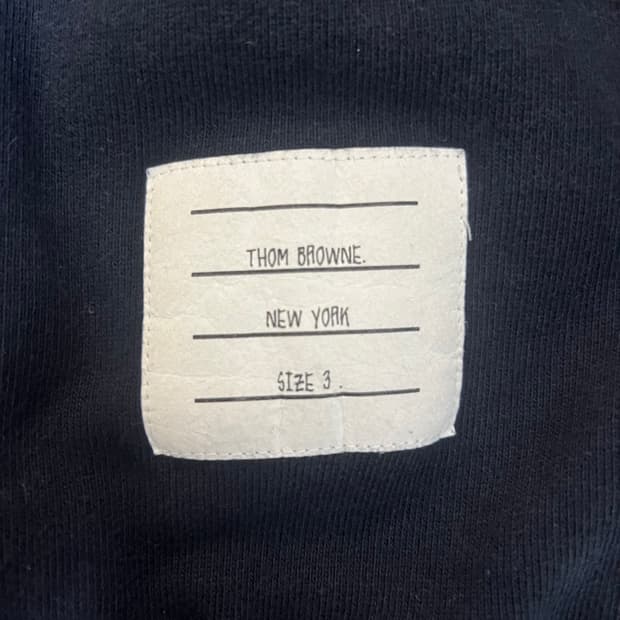 THOM BROWNE.
NEW YORK
SIZE 3 .